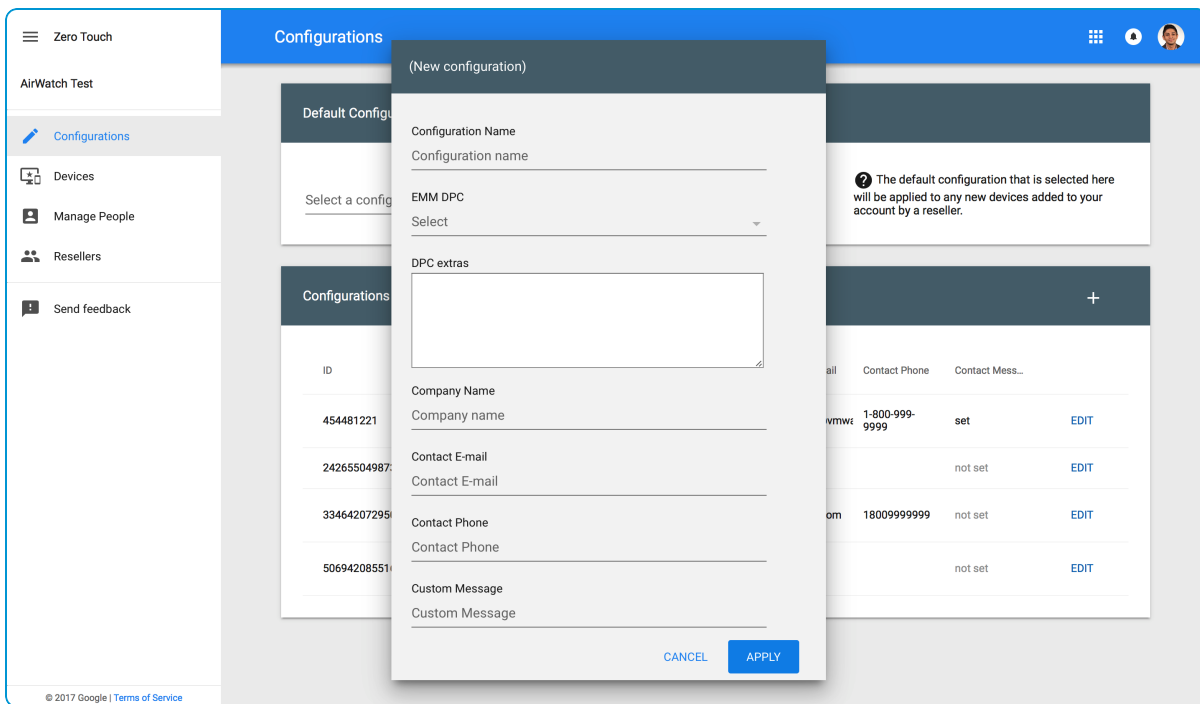 Zero Touch
AirWatch Test
Configurations
Devices
Manage People
Resellers
Send feedback
© 2017 Google | Terms of Service
Configurations
Default Configu
Select a config
The default configuration that is selected here
will be applied to any new devices added to your
account by a reseller.
Configurations
ID
ail Contact Phone Contact Mess...
454481221 vmwa 1-800-999-
9999 set EDIT
24265504987 not set EDIT
33464207295 om 18009999999 not set EDIT
50694208551 not set EDIT
(New configuration)
Configuration Name
Configuration name
EMM DPC
Select
DPC extras
Company Name
Company name
Contact E-mail
Contact E-mail
Contact Phone
Contact Phone
Custom Message
Custom Message
CANCEL APPLY